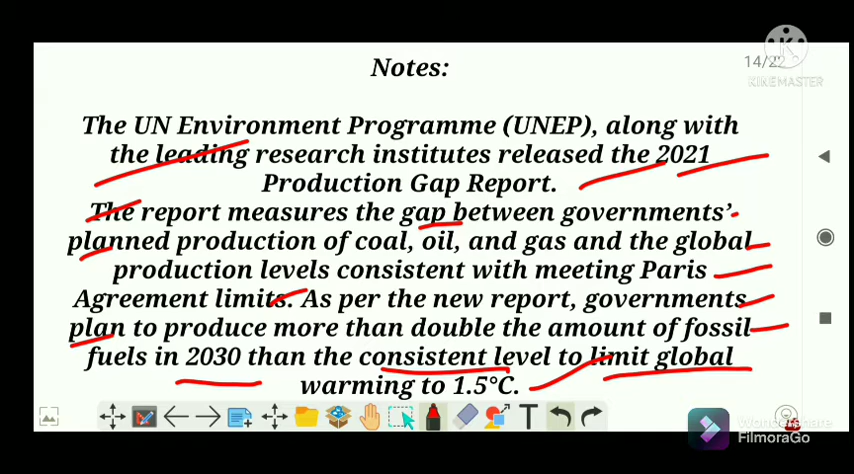 Notes:
14/22
KINEMASTER
The UN Environment Programme (UNEP), along with
the leading research institutes released the 2021
Production Gap Report.
The report measures the gap between governments'
planned production of coal, oil, and gas and the global
production levels consistent with meeting Paris
Agreement limits. As per the new report, governments
plan to produce more than double the amount of fossil
fuels in 2030 than the consistent level to limit global
warming to 1.5°C.
T
Wondershare
FilmoraGo